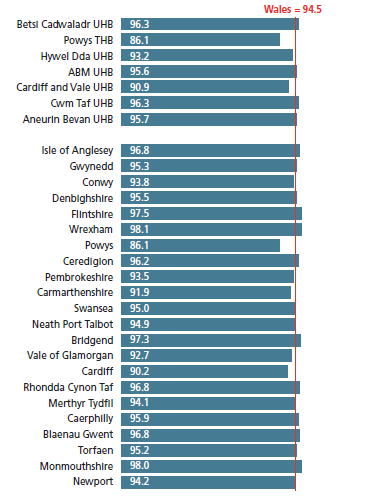 Wales = 94.5
Betsi Cadwaladr UHB 96.3
Powys THB 86.1
Hywel Dda UHB 93.2
ABM UHB 95.6
Cardiff and Vale UHB 90.9
Cwm Taf UHB 96.3
Aneurin Bevan UHB 95.7
Isle of Anglesey 96.8
Gwynedd 95.3
Conwy 93.8
Denbighshire 95.5
Flintshire 97.5
Wrexham 98.1
Powys 86.1
Ceredigion 96.2
Pembrokeshire 93.5
Carmarthenshire 91.9
Swansea 95.0
Neath Port Talbot 94.9
Bridgend 97.3
Vale of Glamorgan 92.7
Cardiff 90.2
Rhondda Cynon Taf 96.8
Merthyr Tydfil 94.1
Caerphilly 95.9
Blaenau Gwent 96.8
Torfaen 95.2
Monmouthshire 98.0
Newport 94.2